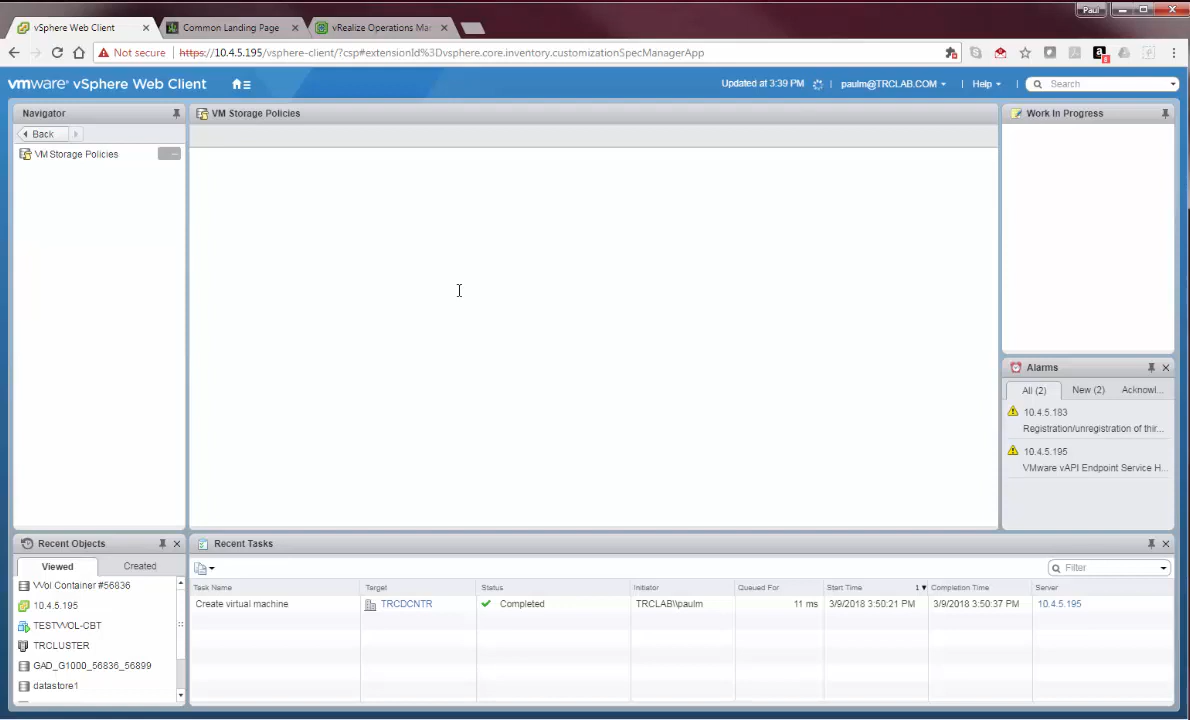 Paul
vSphere Web Client
Common Landing Page
vRealize Operations Mar
Not secure
https://10.4.5.195/vsphere-client/?csp#extensionId%3Dvsphere.core.inventory.customizationSpecManagerApp
vmware® vSphere Web Client
Updated at 3:39 PM
paulm@TRCLAB.COM
Help
Search
Navigator
Back
VM Storage Policies
VM Storage Policies
Work In Progress
Alarms
All (2) New (2) Acknowl...
10.4.5.183
Registration/unregistration of thir...
10.4.5.195
VMware vAPI Endpoint Service H...
Recent Objects
Viewed Created
VVol Container #56836
10.4.5.195
TESTVVOL-CBT
TRCLUSTER
GAD_G1000_56836_56899
datastore1
Recent Tasks
Filter
Task Name Target Status Initiator Queued For Start Time 1 Completion Time Server
Create virtual machine TRCDCNTR Completed TRCLAB\\paulm 11 ms 3/9/2018 3:50:21 PM 3/9/2018 3:50:37 PM 10.4.5.195